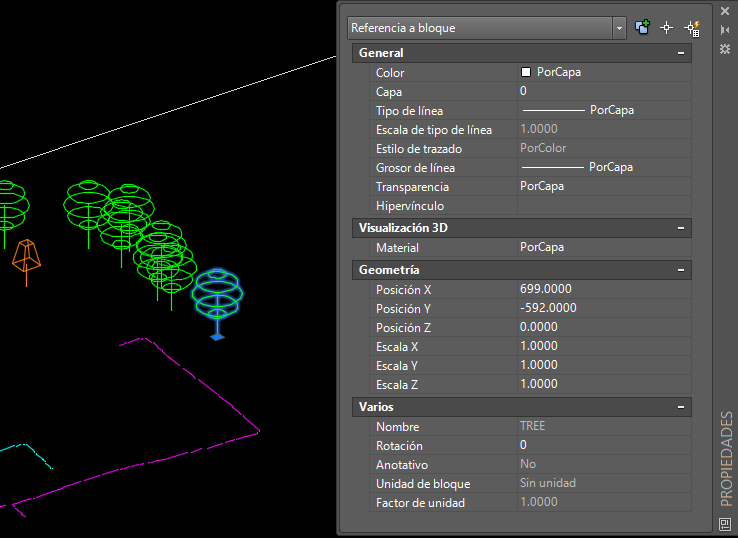 Referencia a bloque
General
Color PorCapa
Capa 0
Tipo de línea PorCapa
Escala de tipo de línea 1.0000
Estilo de trazado PorColor
Grosor de línea PorCapa
Transparencia PorCapa
Hipervínculo
Visualización 3D
Material PorCapa
Geometría
Posición X 699.0000
Posición Y -592.0000
Posición Z 0.0000
Escala X 1.0000
Escala Y 1.0000
Escala Z 1.0000
Varios
Nombre TREE
Rotación 0
Anotativo No
Unidad de bloque Sin unidad
Factor de unidad 1.0000
PROPIEDADES